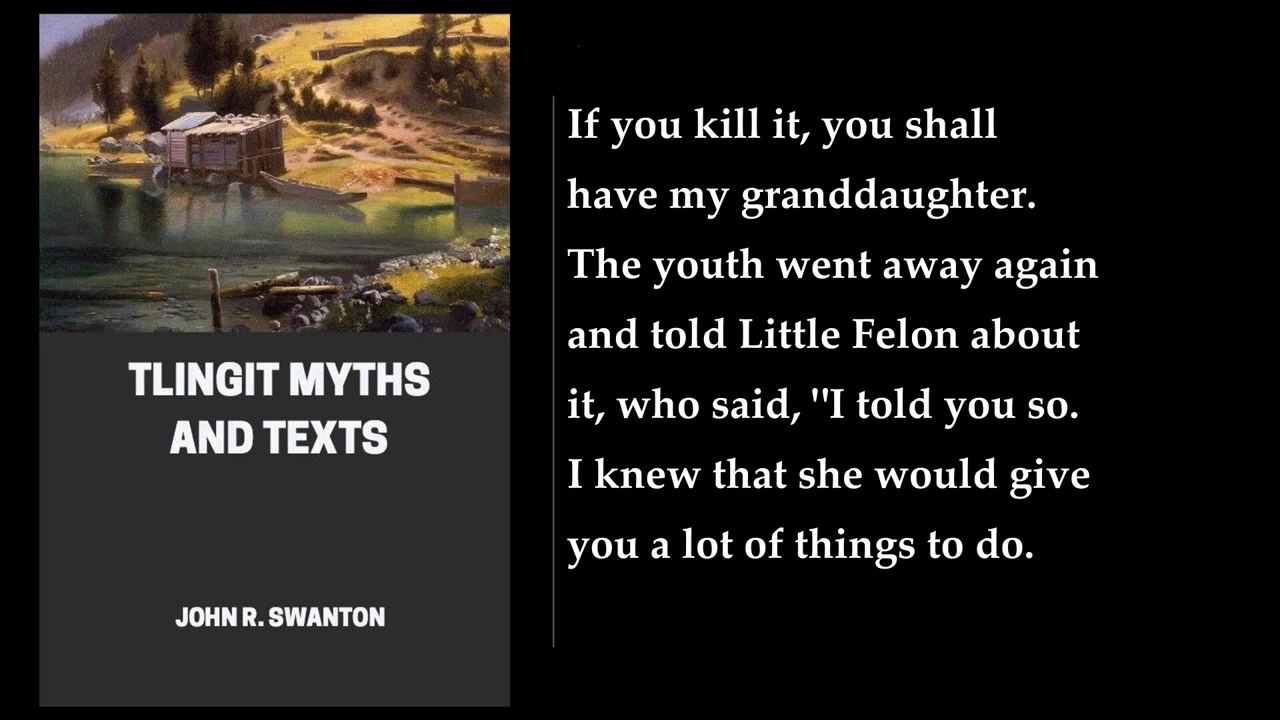 TLINGIT MYTHS
AND TEXTS
JOHN R. SWANTON
If you kill it, you shall
have my granddaughter.
The youth went away again
and told Little Felon about
it, who said, "I told you so.
I knew that she would give
you a lot of things to do.